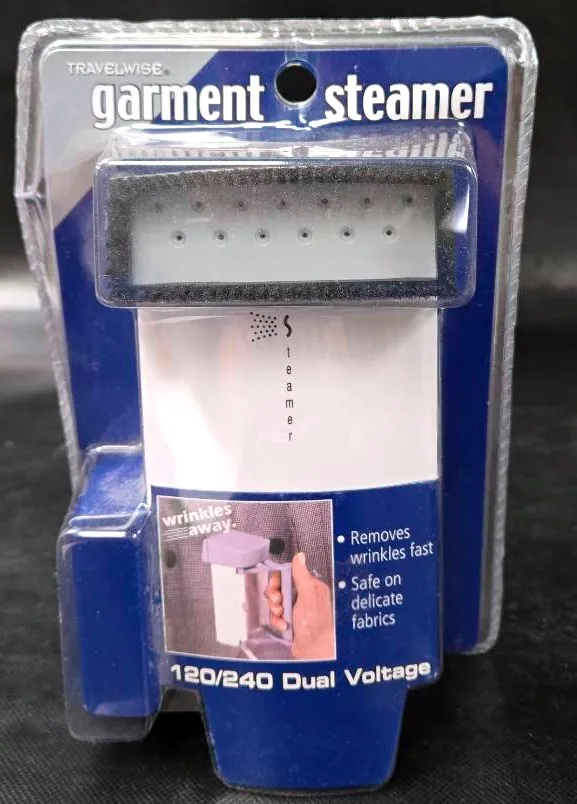 TRAVELWISE®
garment steamer
Steamer
wrinkles
away.
• Removes
wrinkles fast
• Safe on
delicate
fabrics
120/240 Dual Voltage